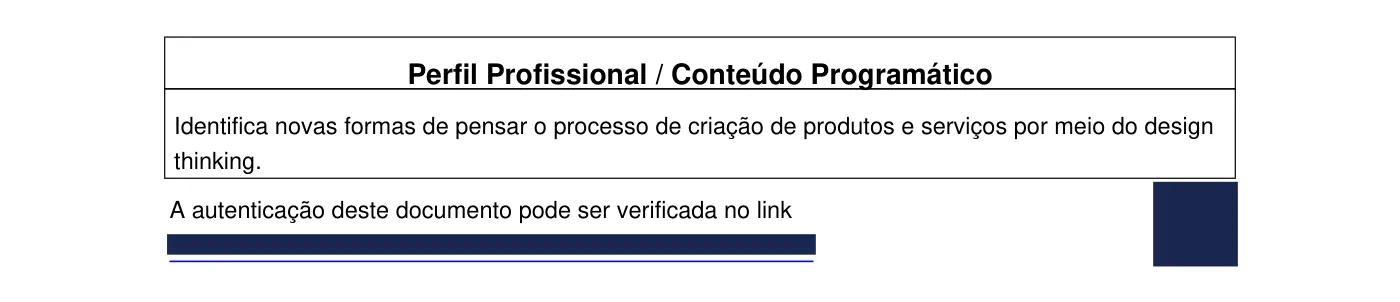 Perfil Profissional / Conteúdo Programático
Identifica novas formas de pensar o processo de criação de produtos e serviços por meio do design
thinking.
A autenticação deste documento pode ser verificada no link